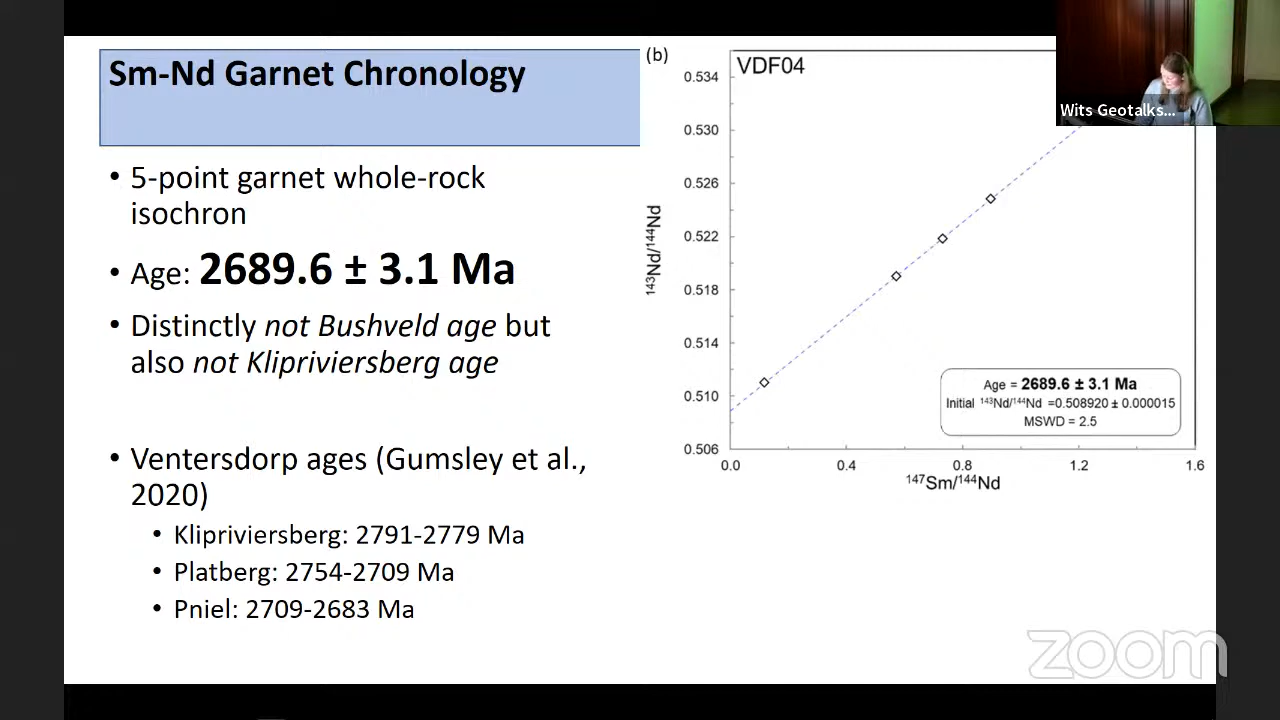 Sm-Nd Garnet Chronology
• 5-point garnet whole-rock
isochron
• Age: 2689.6 ± 3.1 Ma
• Distinctly not Bushveld age but
also not Klipriviersberg age
• Ventersdorp ages (Gumsley et al.,
2020)
• Klipriviersberg: 2791-2779 Ma
• Platberg: 2754-2709 Ma
• Pniel: 2709-2683 Ma
(b)
VDF04
0.534
0.530
0.526
0.522
0.518
0.514
0.510
0.506
¹⁴³Nd/¹⁴⁴Nd
0.0
0.4
0.8
1.2
1.6
¹⁴⁷Sm/¹⁴⁴Nd
Age = 2689.6 ± 3.1 Ma
Initial ¹⁴³Nd/¹⁴⁴Nd =0.508920 ± 0.000015
MSWD = 2.5
Wits Geotalks...
zoom